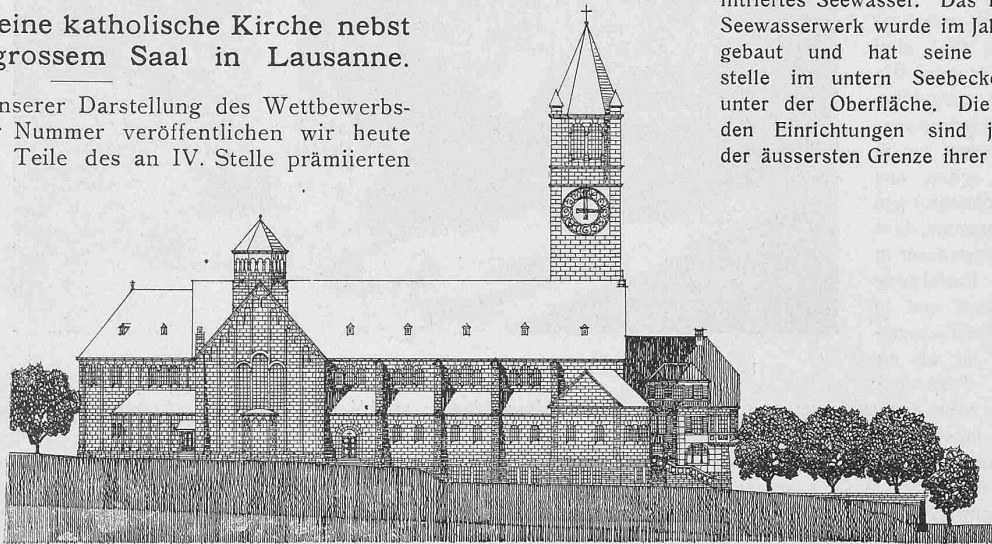 eine katholische Kirche nebst
grossem Saal in Lausanne.
nserer Darstellung des Wettbewerbs-
Nummer veröffentlichen wir heute
Teile des an IV. Stelle prämiierten
Seewasser. Das
Seewasserwerk wurde im Jah
gebaut und hat seine
stelle im untern Seebecke
unter der Oberfläche. Die
den Einrichtungen sind j
der äussersten Grenze ihrer